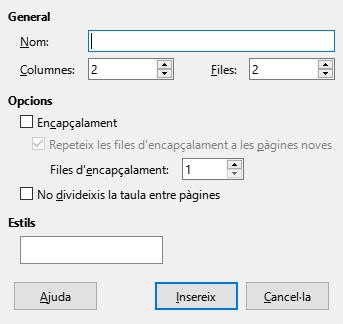 General
Nom:
Columnes: 2 Files: 2
Opcions
Encapçalament
Repeteix les files d'encapçalament a les pàgines noves
Files d'encapçalament: 1
No divideixis la taula entre pàgines
Estils
Ajuda Insereix Cancel·la